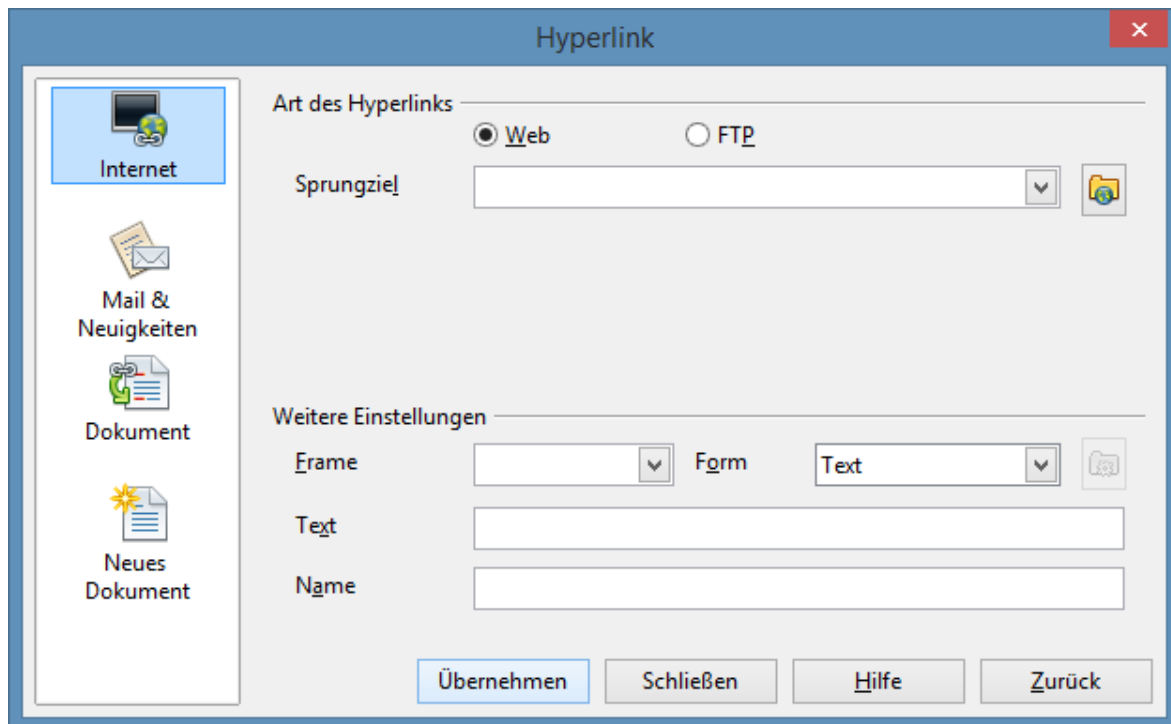 Hyperlink
Internet
Mail &
Neuigkeiten
Dokument
Neues
Dokument
Art des Hyperlinks
Web FTP
Sprungziel
Weitere Einstellungen
Frame Form Text
Text
Name
Übernehmen Schließen Hilfe Zurück